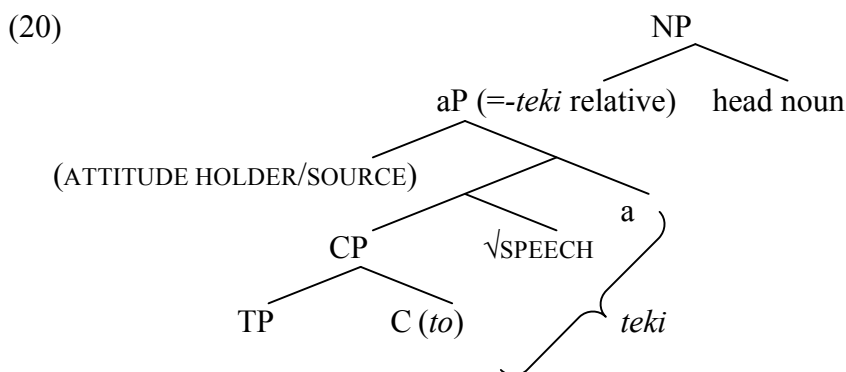 (20) NP
aP (=-teki relative) head noun
(ATTITUDE HOLDER/SOURCE)
a
CP √SPEECH
TP C (to) teki